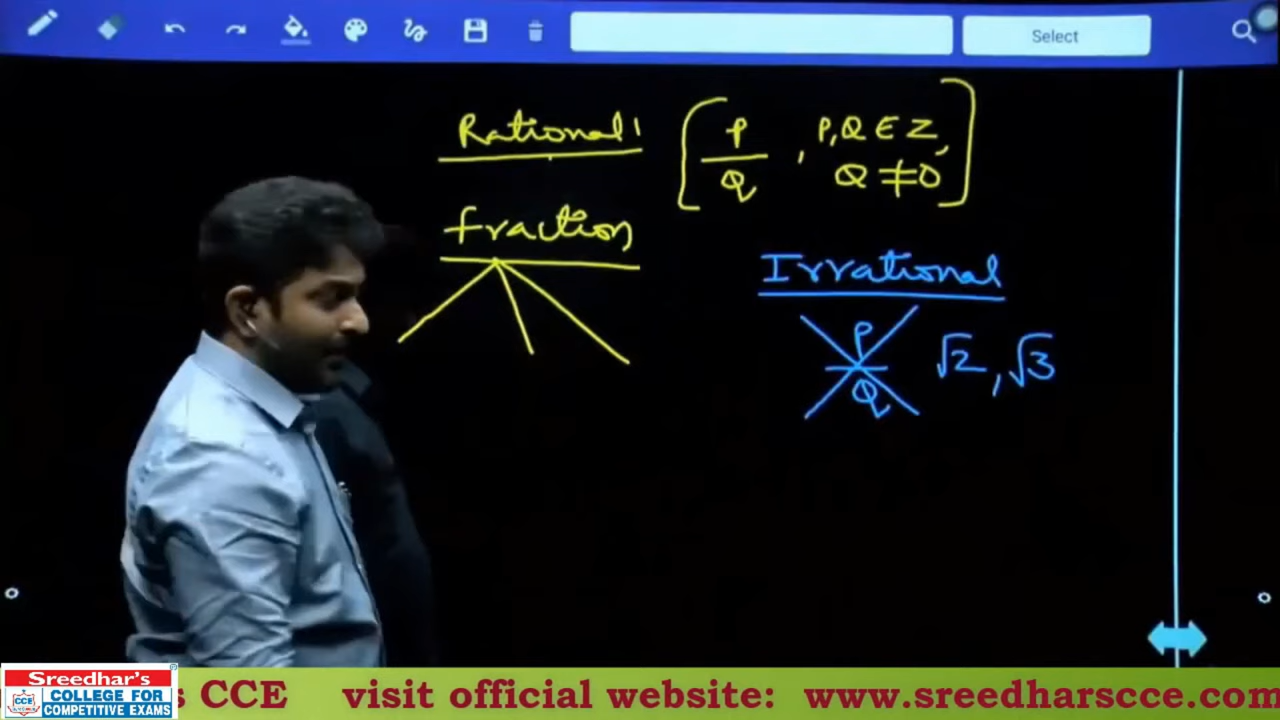 Select
Rational!
P/Q , P,Q ∈ Z, Q ≠ 0
fraction
Irrational
P/Q √2, √3
Sreedhar's
CCE
COLLEGE FOR
COMPETITIVE EXAMS
s CCE visit official website: www.sreedharscce.com